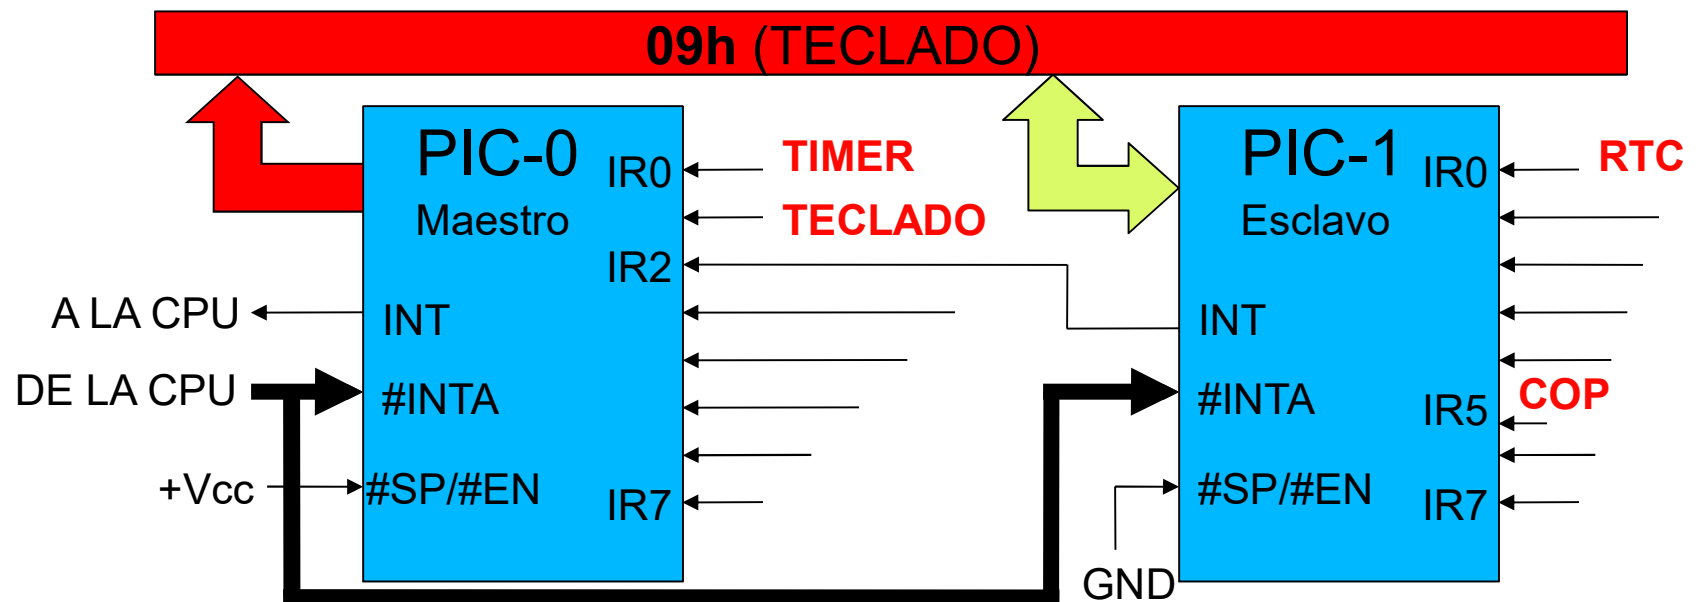 09h (TECLADO)
PIC-0
Maestro
IR0
TIMER
TECLADO
IR2
A LA CPU
INT
DE LA CPU
#INTA
+Vcc
#SP/#EN
IR7
PIC-1
Esclavo
IR0
RTC
INT
#INTA
COP
IR5
#SP/#EN
IR7
GND